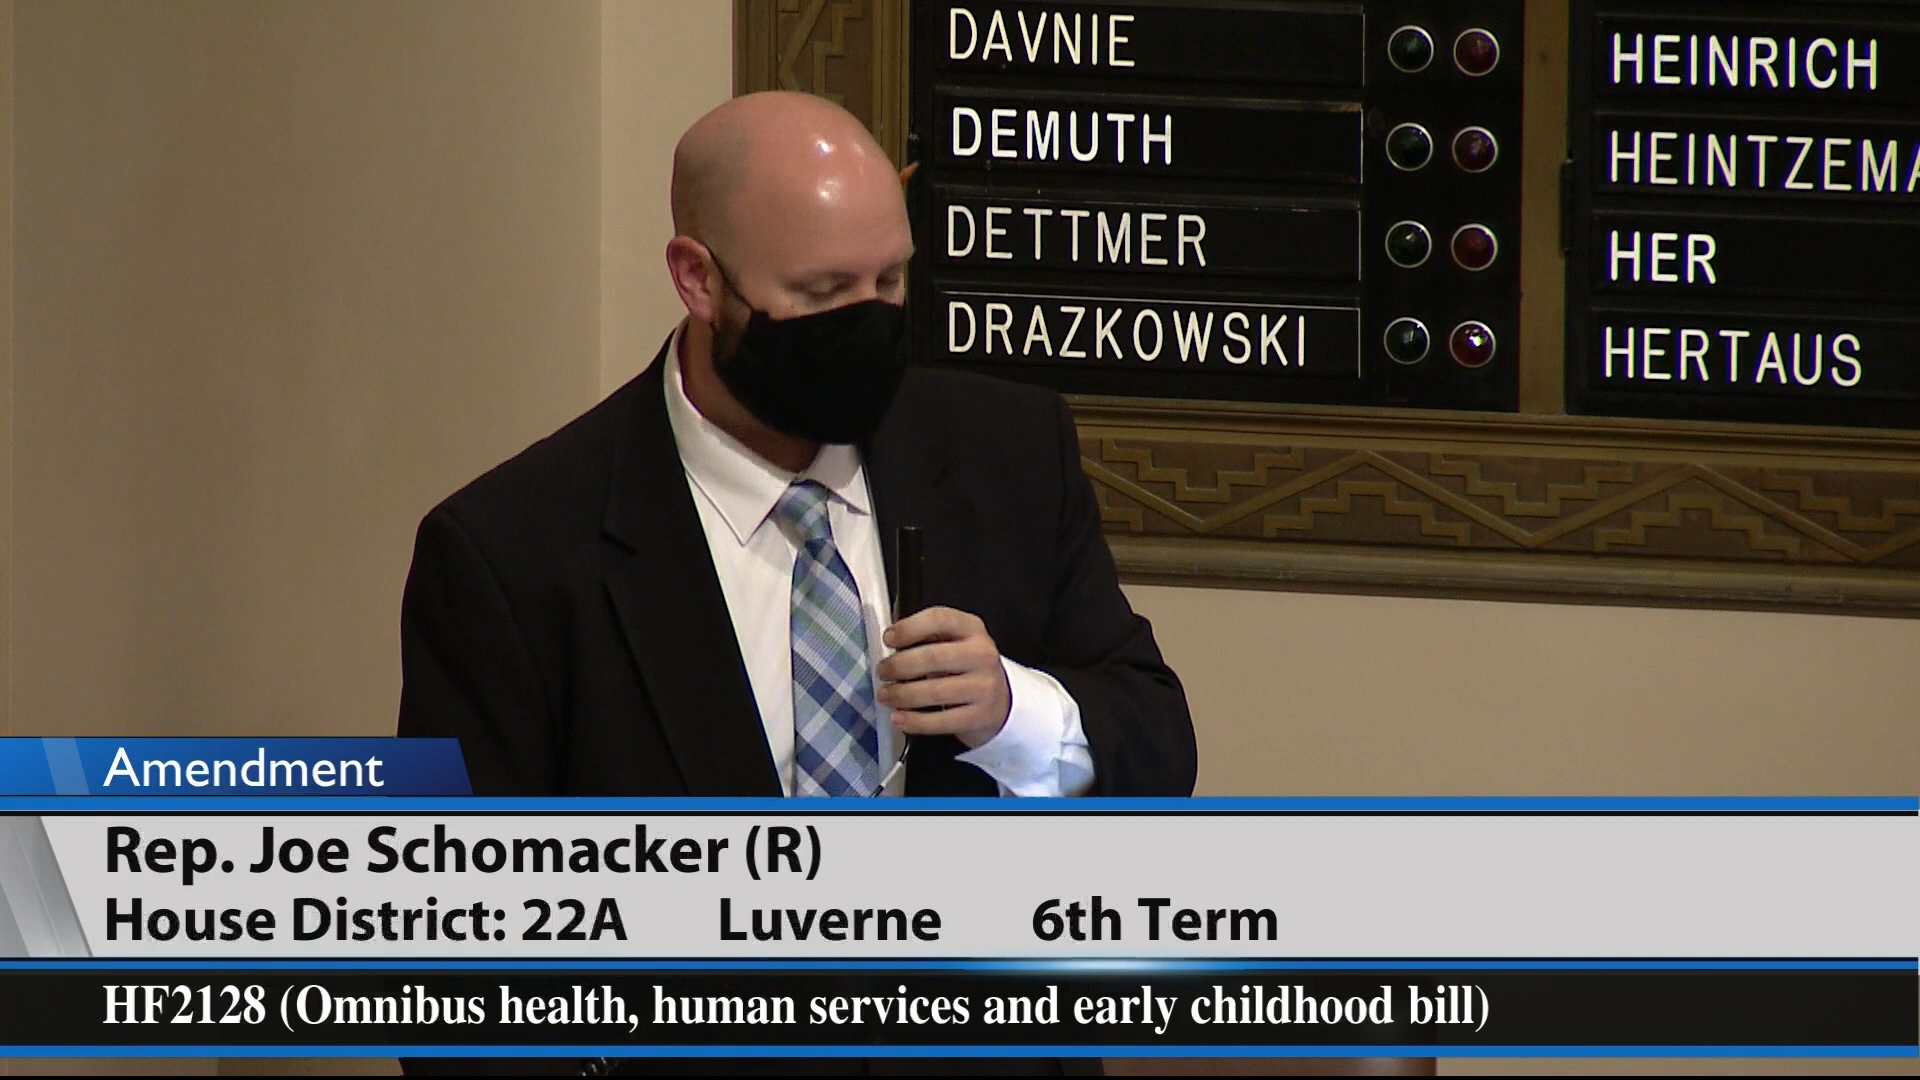 DAVNIE
DEMUTH
DETTMER
DRAZKOWSKI
HEINRICH
HEINTZEMA
HER
HERTAUS
Amendment
Rep. Joe Schomacker (R)
House District: 22A Luverne 6th Term
HF2128 (Omnibus health, human services and early childhood bill)